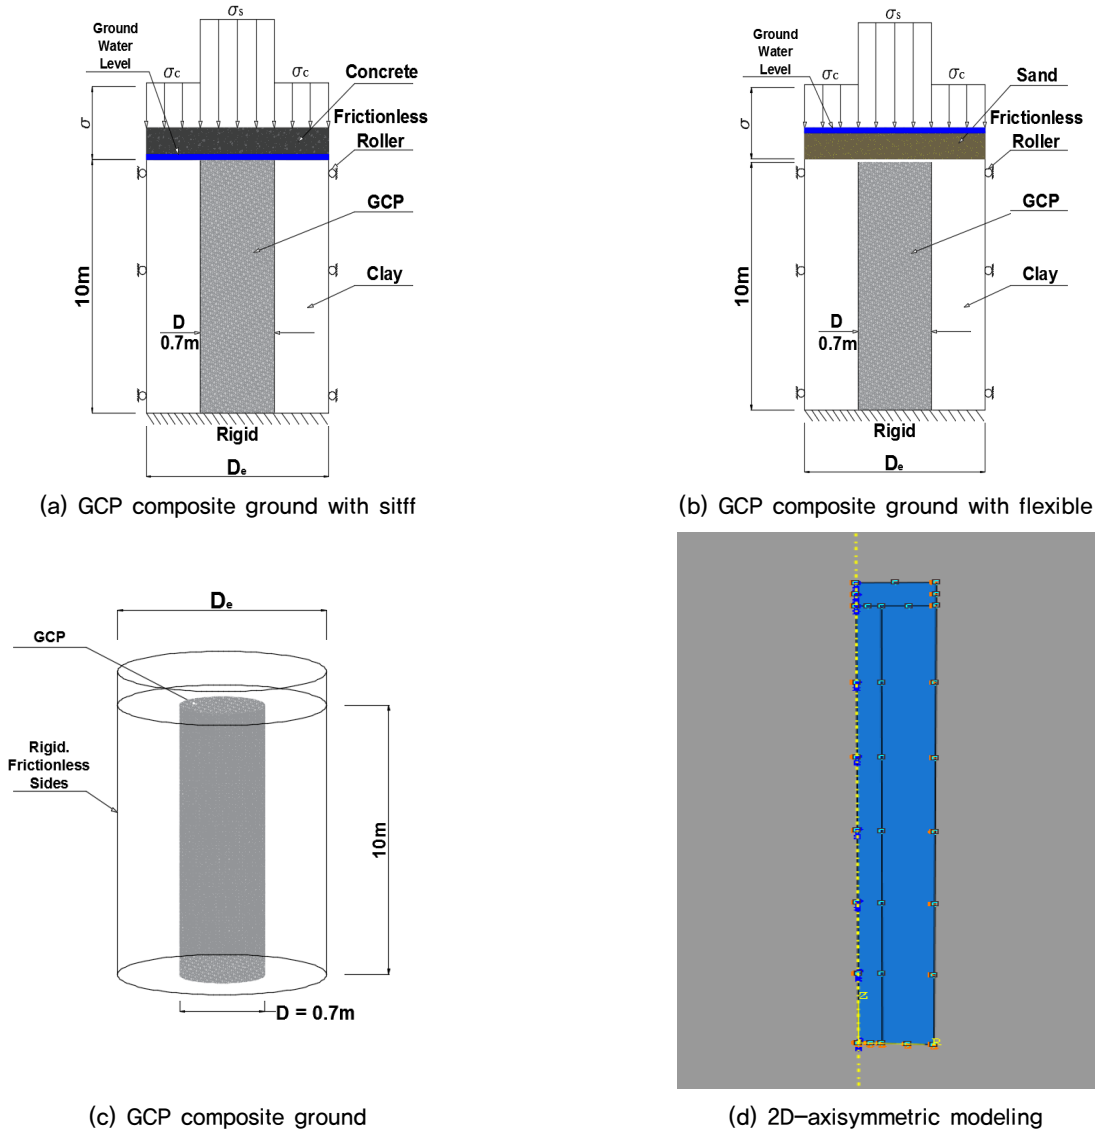 σs
Ground
Water
Level
σc
σc
Concrete
σ
Frictionless
Roller
GCP
10m
Clay
D
0.7m
Rigid
De
(a) GCP composite ground with sitff
σs
Ground
Water
Level
σc
σc
Sand
σ
Frictionless
Roller
GCP
10m
Clay
D
0.7m
Rigid
De
(b) GCP composite ground with flexible
De
GCP
Rigid.
Frictionless
Sides
10m
D = 0.7m
(c) GCP composite ground
Z
R
(d) 2D-axisymmetric modeling